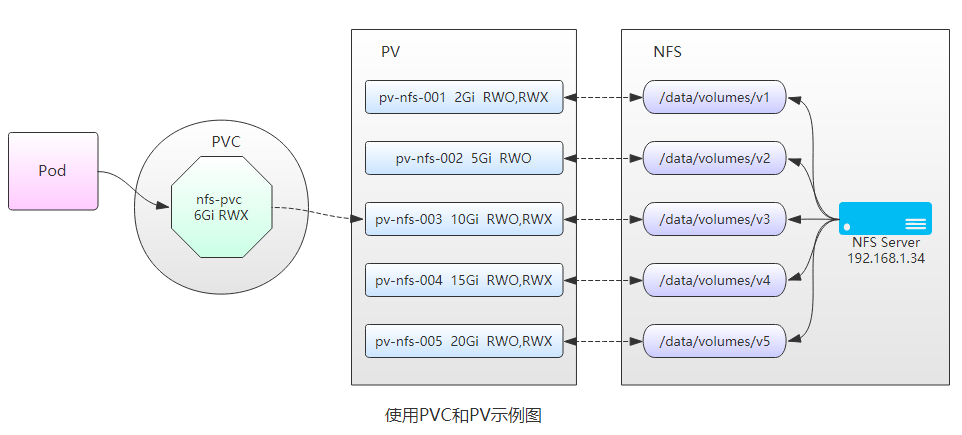 PV
NFS
pv-nfs-001 2Gi RWO,RWX
/data/volumes/v1
Pod
PVC
nfs-pvc
6Gi RWX
pv-nfs-002 5Gi RWO
/data/volumes/v2
pv-nfs-003 10Gi RWO,RWX
/data/volumes/v3
NFS Server
192.168.1.34
pv-nfs-004 15Gi RWO,RWX
/data/volumes/v4
pv-nfs-005 20Gi RWO,RWX
/data/volumes/v5
使用PVC和PV示例图